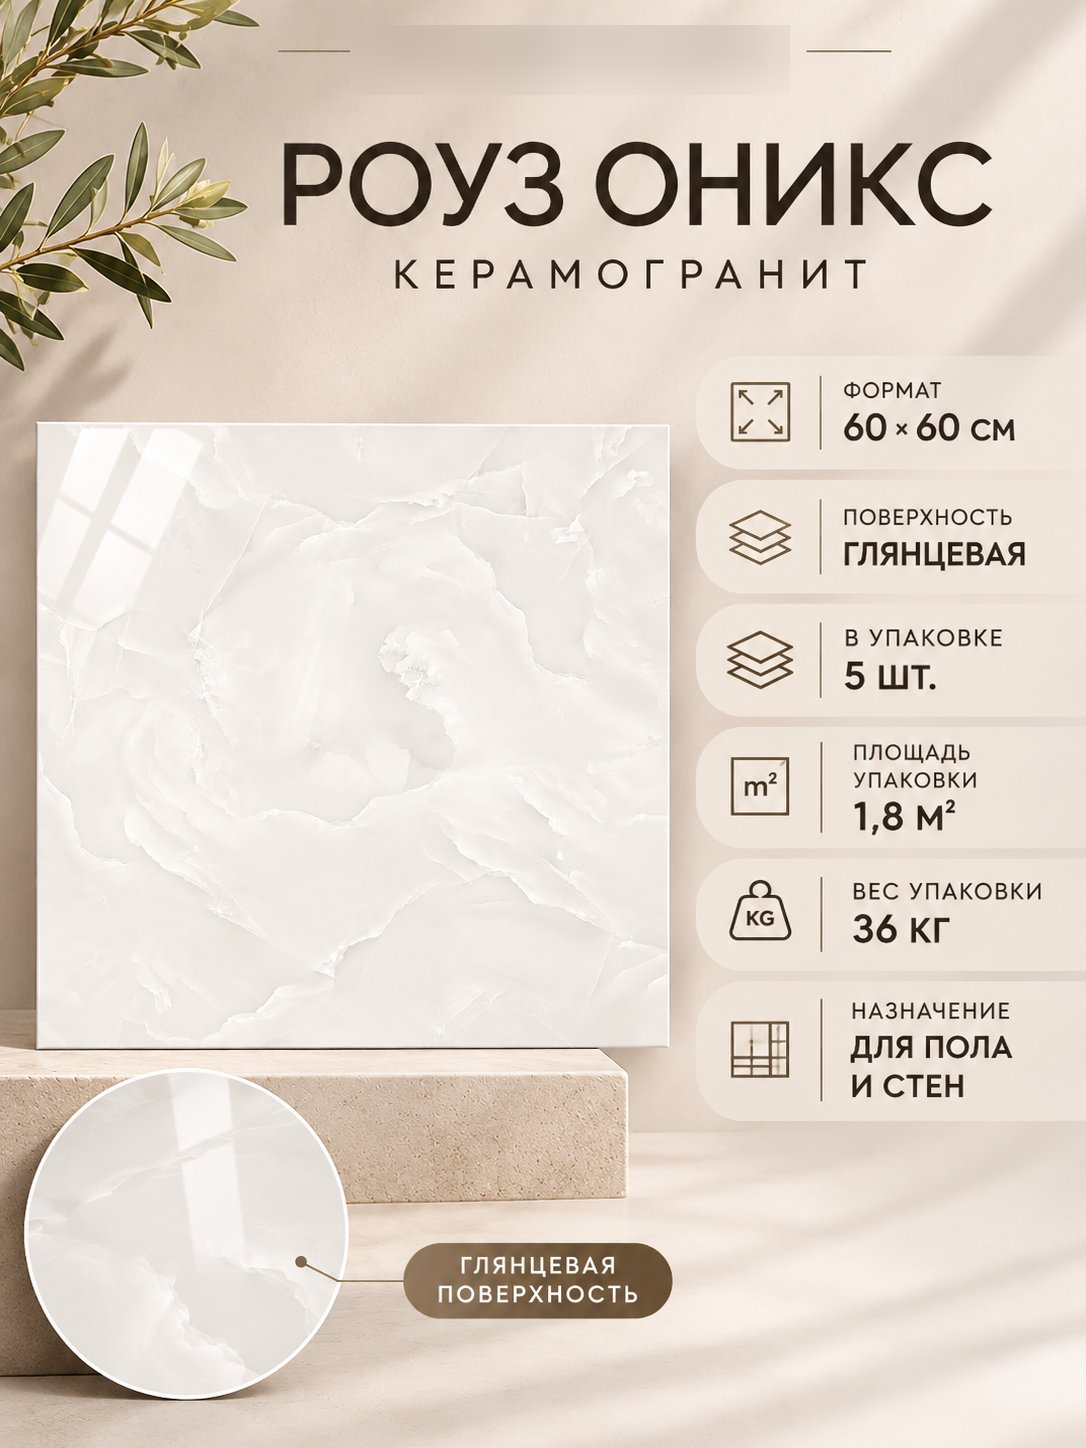 РОУЗ ОНИКС
КЕРАМОГРАНИТ
ФОРМАТ
60 × 60 СМ
ПОВЕРХНОСТЬ
ГЛЯНЦЕВАЯ
В УПАКОВКЕ
5 ШТ.
m²
ПЛОЩАДЬ
УПАКОВКИ
1,8 М²
KG
ВЕС УПАКОВКИ
36 КГ
НАЗНАЧЕНИЕ
ДЛЯ ПОЛА
И СТЕН
ГЛЯНЦЕВАЯ
ПОВЕРХНОСТЬ